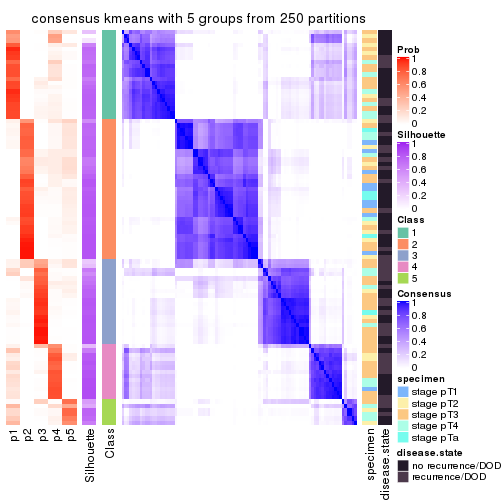 consensus kmeans with 5 groups from 250 partitions
p1
p2
p3
p4
p5
Silhouette
Class
specimen
disease.state
Prob
1
0.8
0.6
0.4
0.2
0
Silhouette
1
0.8
0.6
0.4
0.2
0
Class
1
2
3
4
5
Consensus
1
0.8
0.6
0.4
0.2
0
specimen
stage pT1
stage pT2
stage pT3
stage pT4
stage pTa
disease.state
no recurrence/DOD
recurrence/DOD